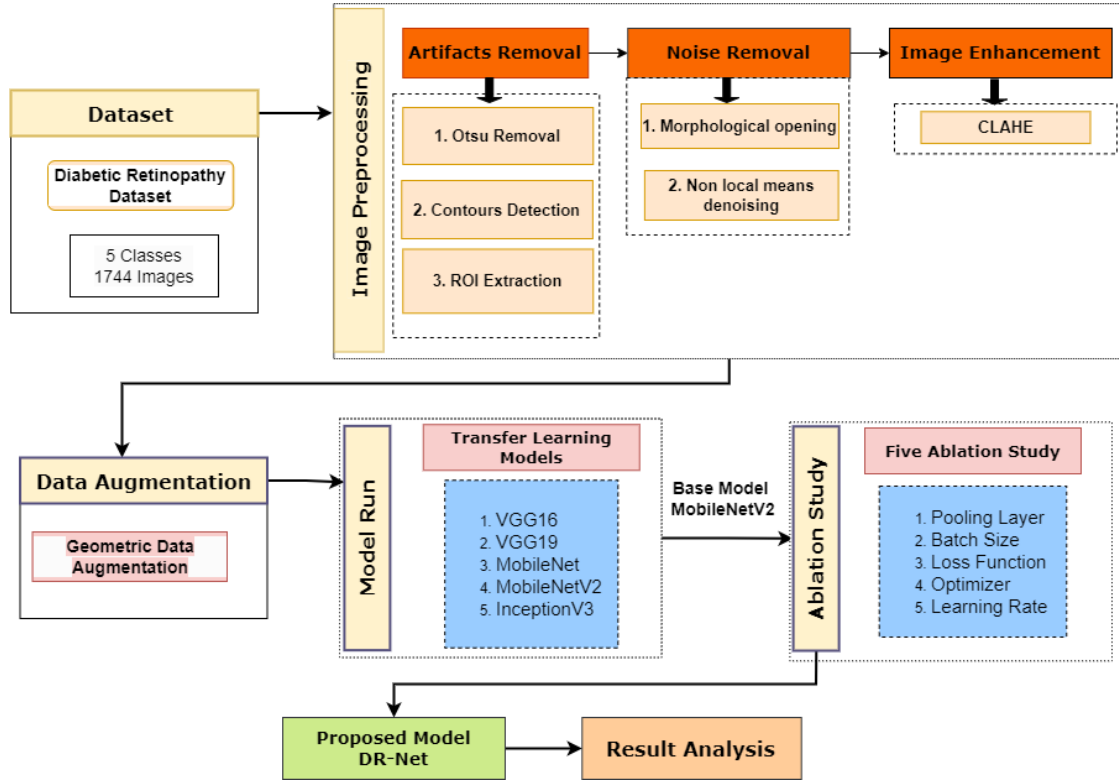 Dataset
Diabetic Retinopathy
Dataset
5 Classes
1744 Images
Image Preprocessing
Artifacts Removal
1. Otsu Removal
2. Contours Detection
3. ROI Extraction
Noise Removal
1. Morphological opening
2. Non local means
denoising
Image Enhancement
CLAHE
Data Augmentation
Geometric Data
Augmentation
Model Run
Transfer Learning
Models
1. VGG16
2. VGG19
3. MobileNet
4. MobileNetV2
5. InceptionV3
Base Model
MobileNetV2
Ablation Study
Five Ablation Study
1. Pooling Layer
2. Batch Size
3. Loss Function
4. Optimizer
5. Learning Rate
Proposed Model
DR-Net
Result Analysis